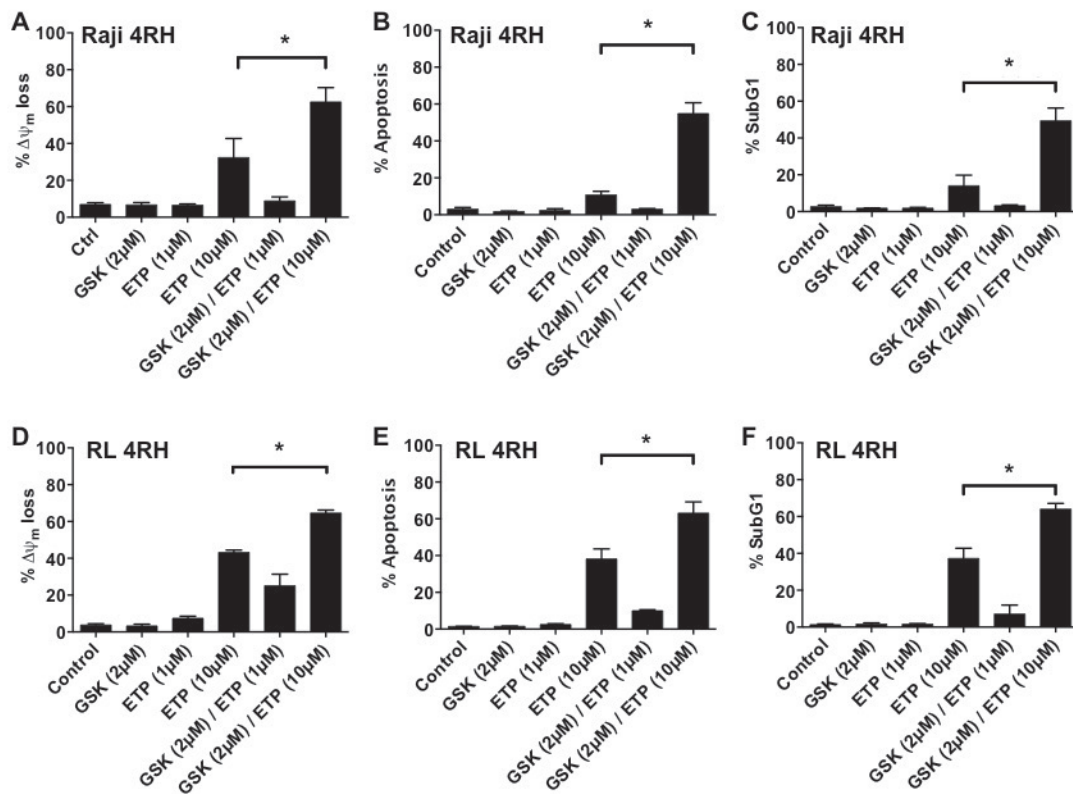 A
Raji 4RH
*
% Δψm loss
100
80
60
40
20
0
Ctrl
GSK (2µM)
ETP (1µM)
ETP (10µM)
GSK (2µM) / ETP (1µM)
GSK (2µM) / ETP (10µM)
B
Raji 4RH
*
% Apoptosis
100
80
60
40
20
0
Control
GSK (2µM)
ETP (1µM)
ETP (10µM)
GSK (2µM) / ETP (1µM)
GSK (2µM) / ETP (10µM)
C
Raji 4RH
*
% SubG1
100
80
60
40
20
0
Control
GSK (2µM)
ETP (1µM)
ETP (10µM)
GSK (2µM) / ETP (1µM)
GSK (2µM) / ETP (10µM)
D
RL 4RH
*
% Δψm loss
100
80
60
40
20
0
Control
GSK (2µM)
ETP (1µM)
ETP (10µM)
GSK (2µM) / ETP (1µM)
GSK (2µM) / ETP (10µM)
E
RL 4RH
*
% Apoptosis
100
80
60
40
20
0
Control
GSK (2µM)
ETP (1µM)
ETP (10µM)
GSK (2µM) / ETP (1µM)
GSK (2µM) / ETP (10µM)
F
RL 4RH
*
% SubG1
100
80
60
40
20
0
Control
GSK (2µM)
ETP (1µM)
ETP (10µM)
GSK (2µM) / ETP (1µM)
GSK (2µM) / ETP (10µM)